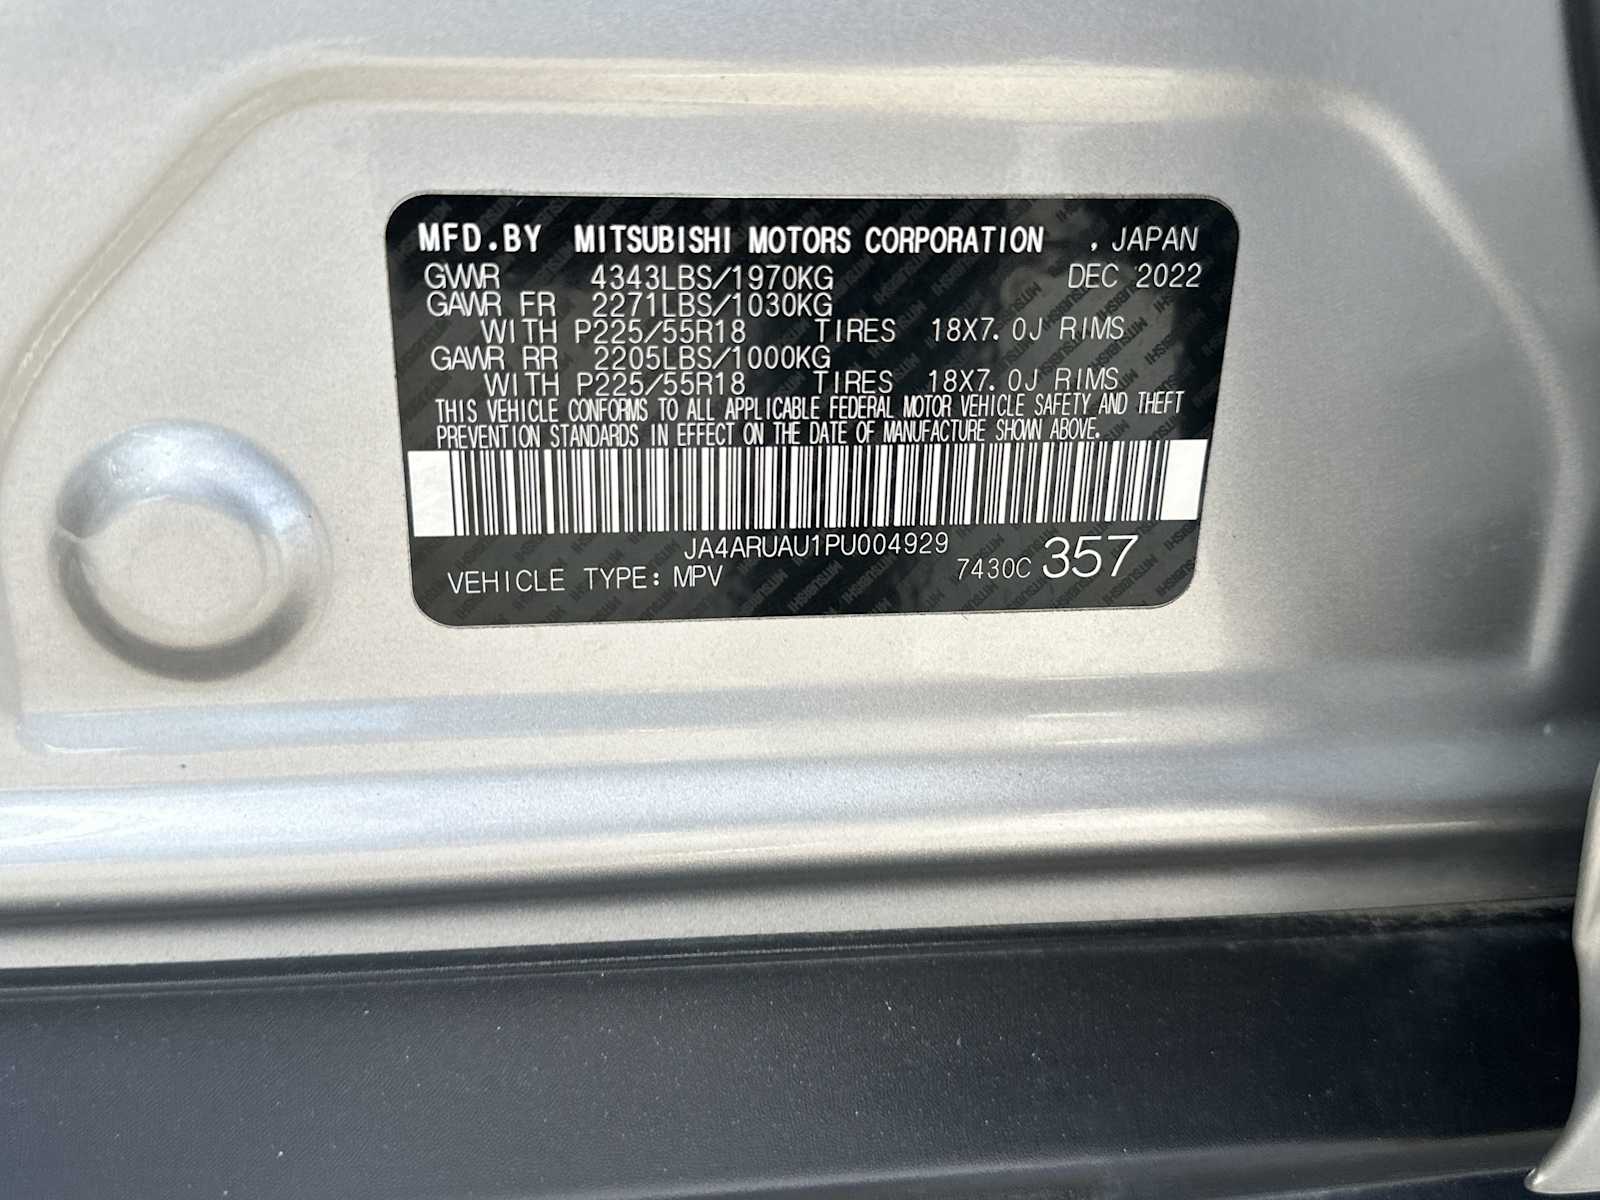 MFD.BY MITSUBISHI MOTORS CORPORATION , JAPAN
GVWR 4343LBS/1970KG DEC 2022
GAWR FR 2271LBS/1030KG
WITH P225/55R18 TIRES 18X7.0J RIMS
GAWR RR 2205LBS/1000KG
WITH P225/55R18 TIRES 18X7.0J RIMS
THIS VEHICLE CONFORMS TO ALL APPLICABLE FEDERAL MOTOR VEHICLE SAFETY AND THEFT
PREVENTION STANDARDS IN EFFECT ON THE DATE OF MANUFACTURE SHOWN ABOVE.
JA4ARUAU1PU004929
VEHICLE TYPE: MPV 7430C 357